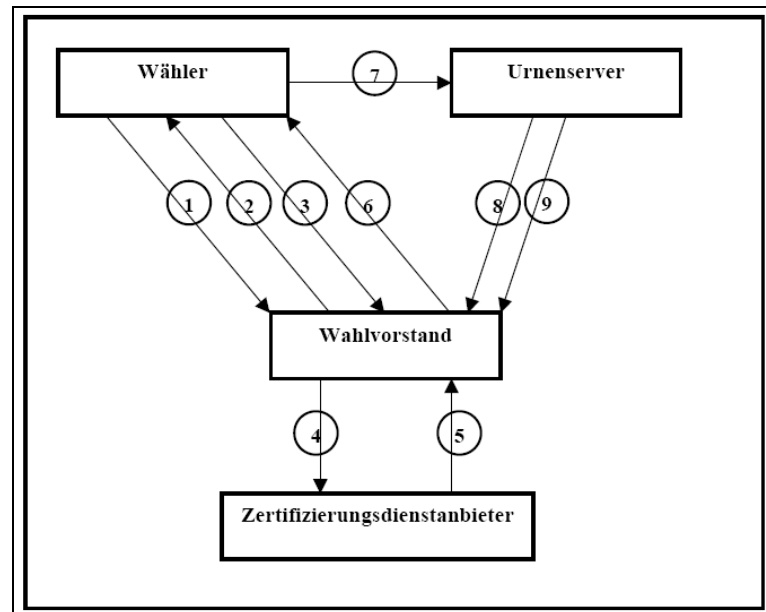 Wähler
Urnenserver
7
1
2
3
6
8
9
Wahlvorstand
4
5
Zertifizierungsdienstanbieter